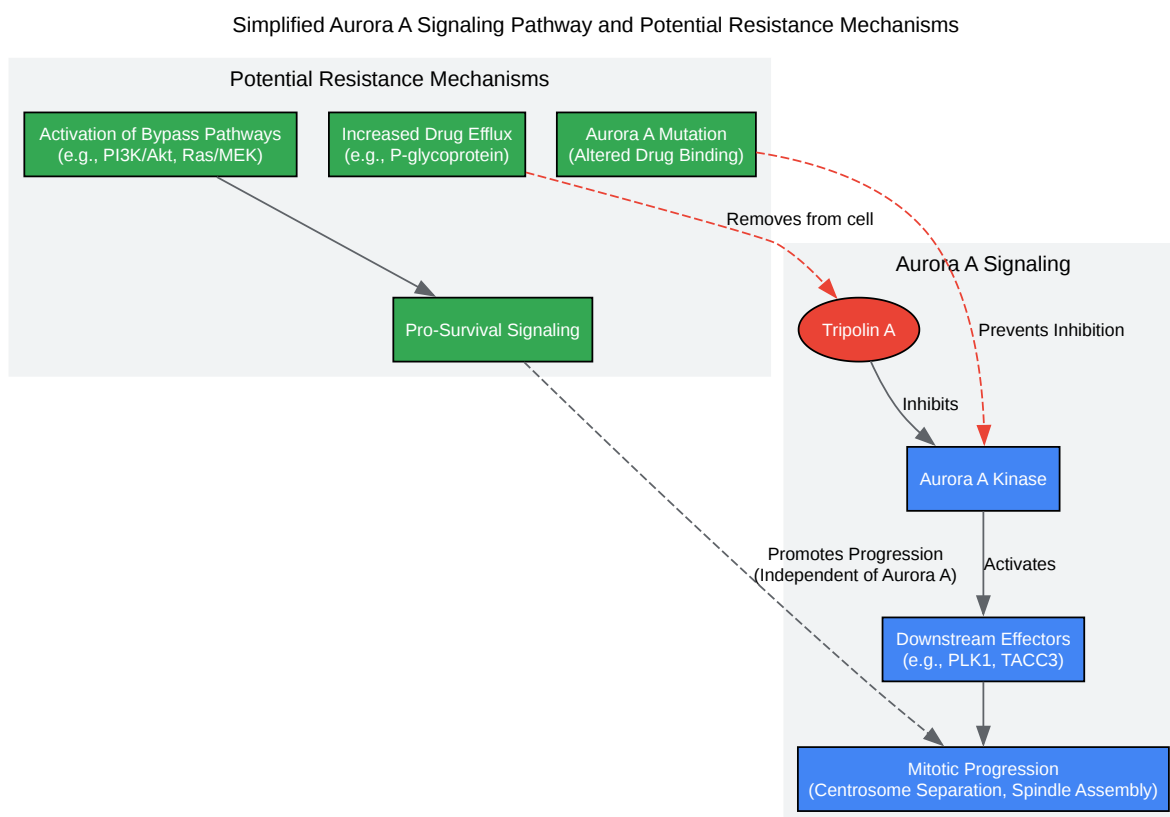 Simplified Aurora A Signaling Pathway and Potential Resistance Mechanisms
Potential Resistance Mechanisms
Activation of Bypass Pathways
(e.g., PI3K/Akt, Ras/MEK)
Increased Drug Efflux
(e.g., P-glycoprotein)
Aurora A Mutation
(Altered Drug Binding)
Removes from cell
Aurora A Signaling
Pro-Survival Signaling
Tripolin A
Prevents Inhibition
Inhibits
Aurora A Kinase
Promotes Progression
(Independent of Aurora A)
Activates
Downstream Effectors
(e.g., PLK1, TACC3)
Mitotic Progression
(Centrosome Separation, Spindle Assembly)